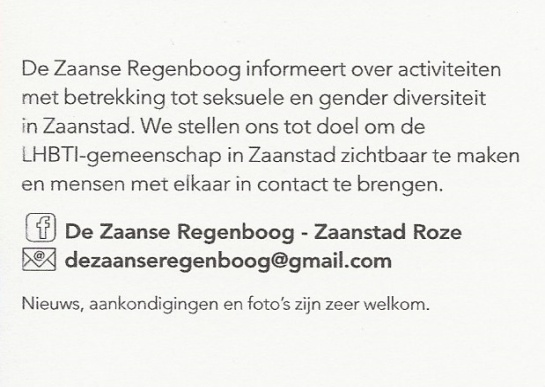 De Zaanse Regenboog informeert over activiteiten
met betrekking tot seksuele en gender diversiteit
in Zaanstad. We stellen ons tot doel om de
LHBTI-gemeenschap in Zaanstad zichtbaar te maken
en mensen met elkaar in contact te brengen.
f De Zaanse Regenboog - Zaanstad Roze
@ dezaanseregenboog@gmail.com
Nieuws, aankondigingen en foto's zijn zeer welkom.